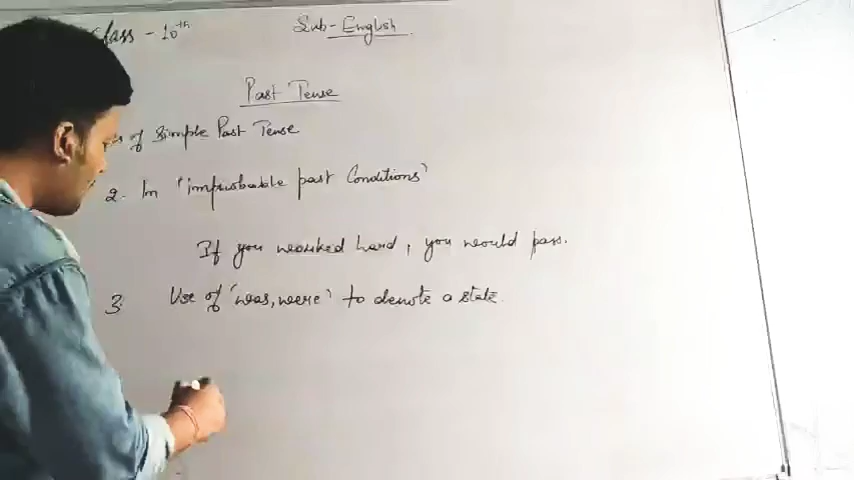 Class - 10th
Sub - English
Past Tense
of Simple Past Tense
2. In "improbable past Conditions"
If you worked hard, you would pass.
3. Use of 'was, were' to denote a state.